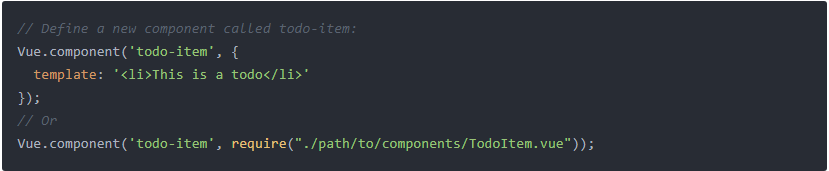 // Define a new component called todo-item:
Vue.component('todo-item', {
  template: '<li>This is a todo</li>'
});
// Or
Vue.component('todo-item', require("./path/to/components/TodoItem.vue"));